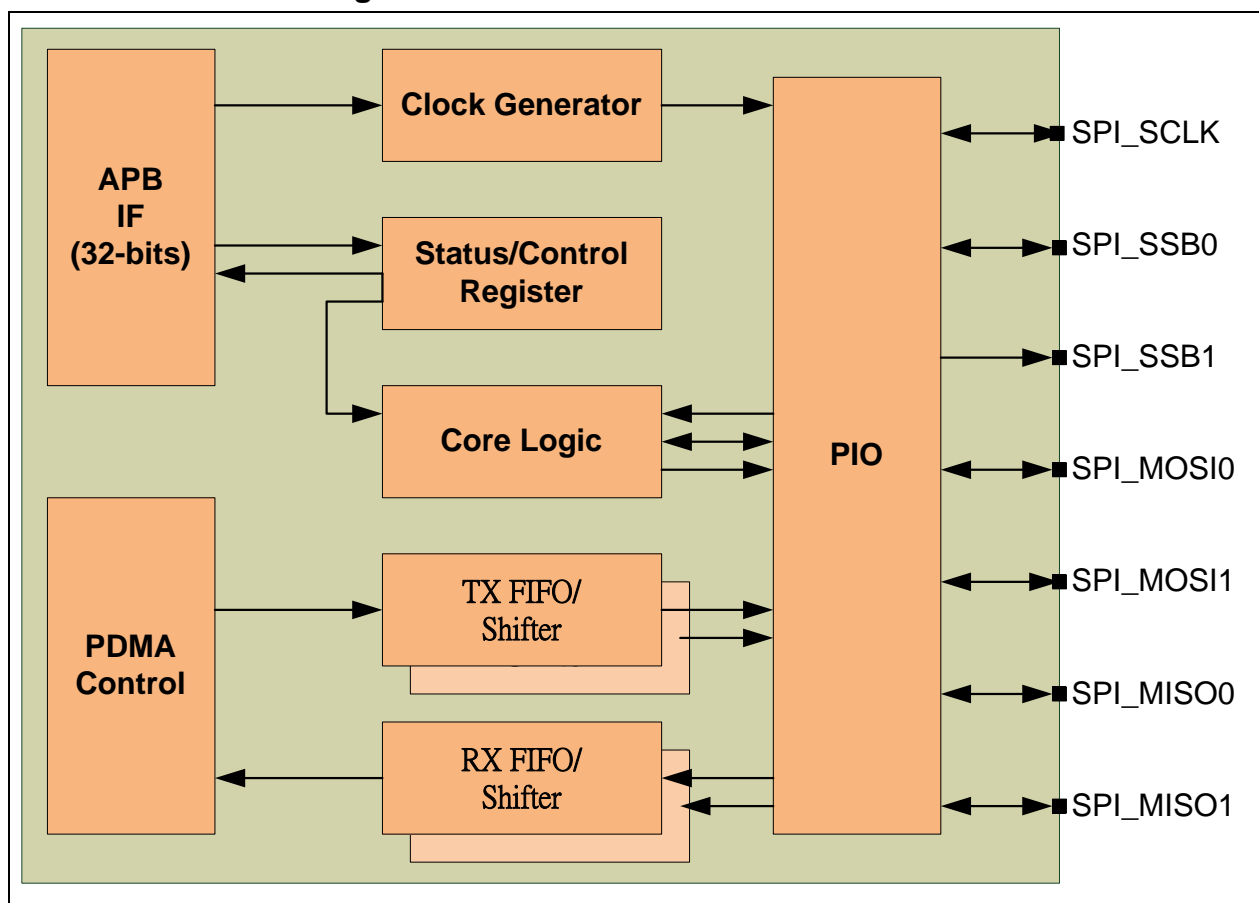 APB
IF
(32-bits)
Clock Generator
Status/Control
Register
Core Logic
PDMA
Control
TX FIFO/
Shifter
RX FIFO/
Shifter
PIO
SPI_SCLK
SPI_SSB0
SPI_SSB1
SPI_MOSI0
SPI_MOSI1
SPI_MISO0
SPI_MISO1